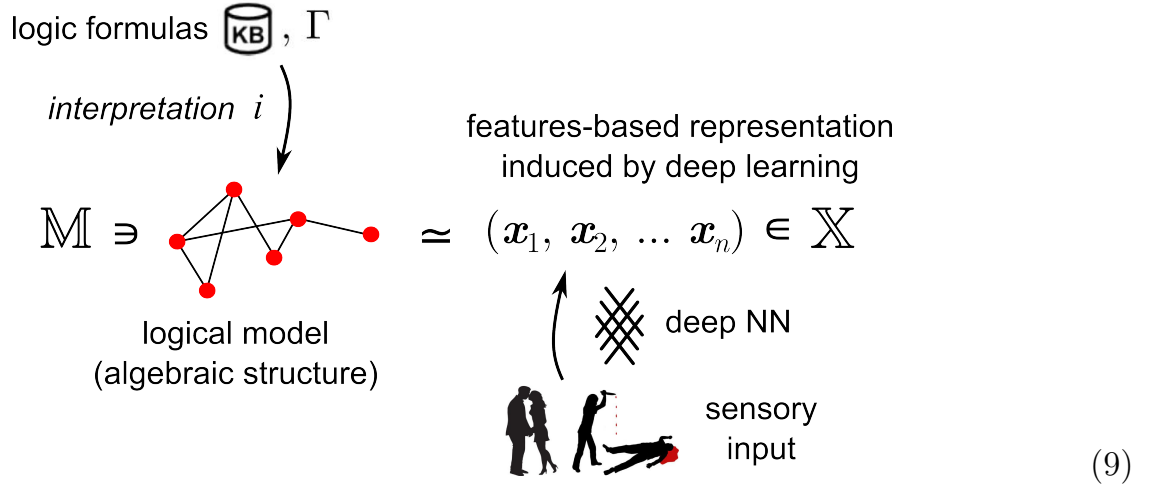 logic formulas KB , Γ
interpretation i
features-based representation
induced by deep learning
𝕄 ∋ ≃ (x₁, x₂, ... xₙ) ∈ 𝕏
logical model
(algebraic structure)
deep NN
sensory
input
(9)